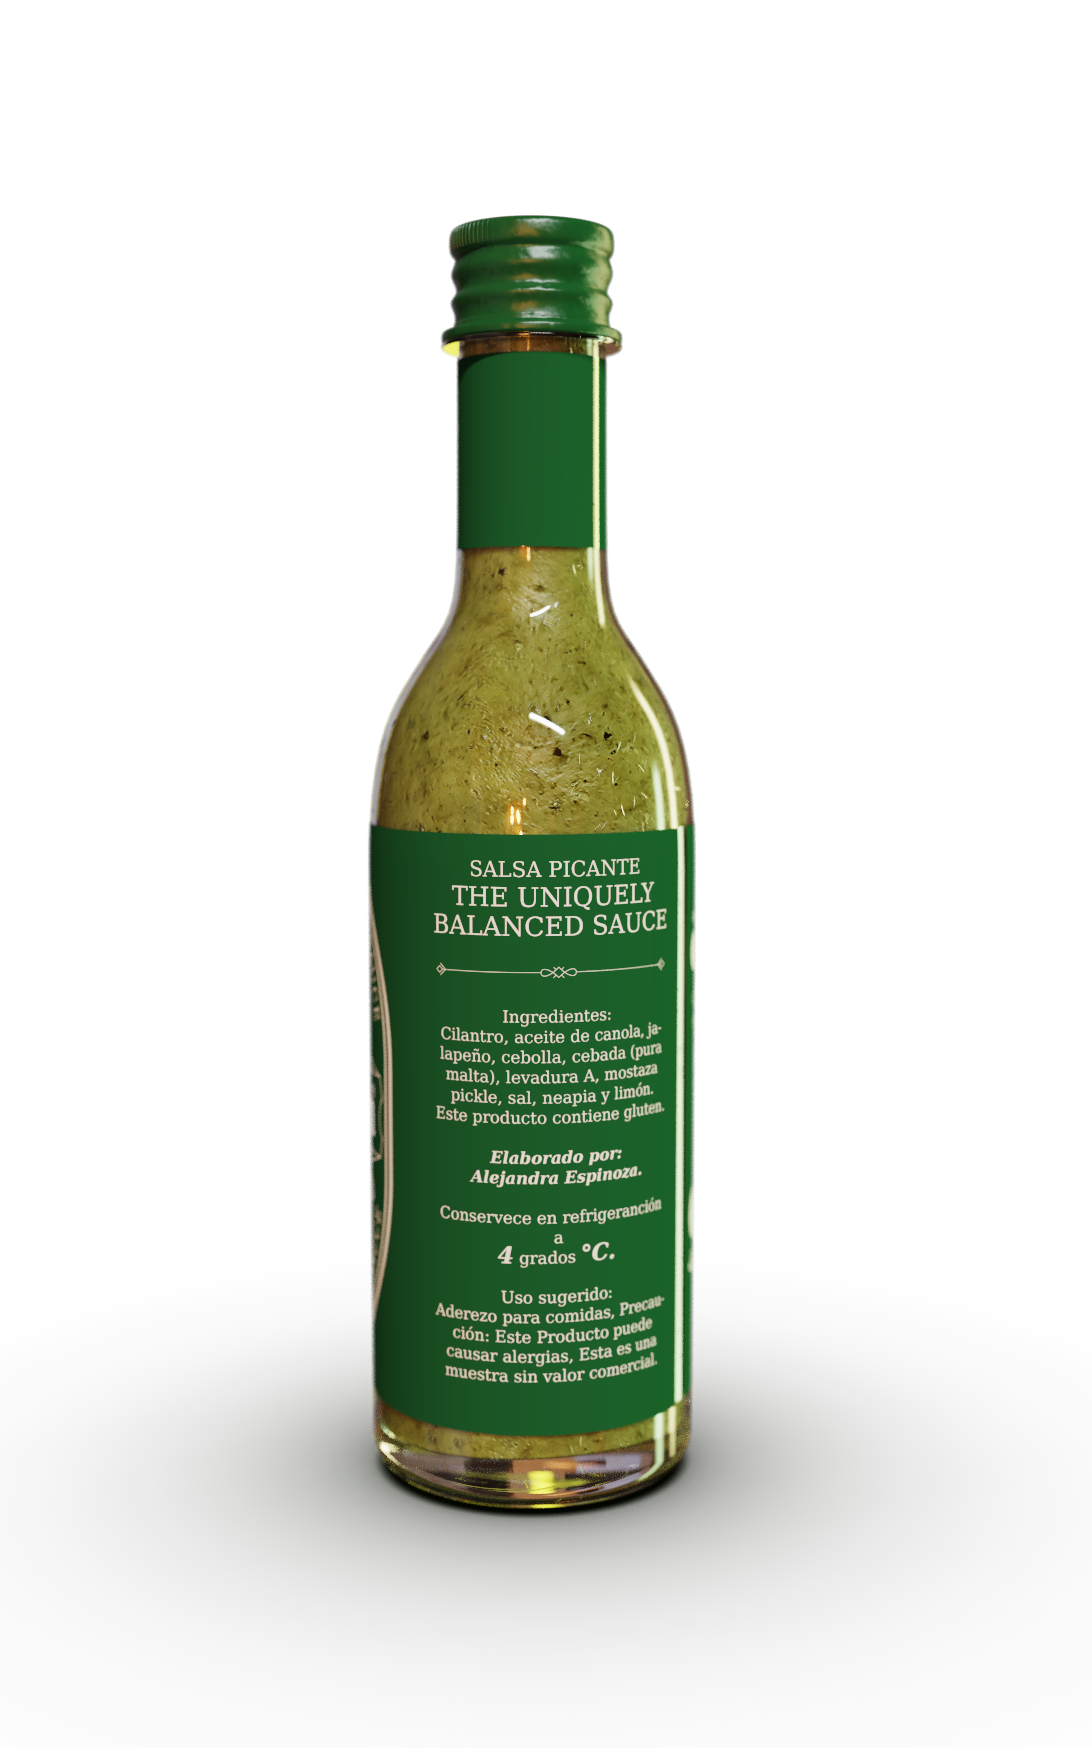 SALSA PICANTE
THE UNIQUELY
BALANCED SAUCE
Ingredientes:
Cilantro, aceite de canola, ja-
lapeño, cebolla, cebada (pura
malta), levadura A, mostaza
pickle, sal, neapia y limón.
Este producto contiene gluten.
Elaborado por:
Alejandra Espinoza.
Conservece en refrigeranción
a
4 grados °C.
Uso sugerido:
Aderezo para comidas, Precau-
ción: Este Producto puede
causar alergias, Esta es una
muestra sin valor comercial.